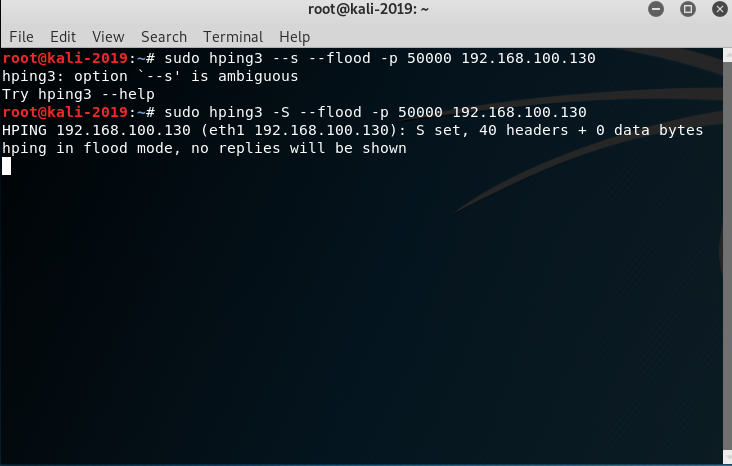 root@kali-2019: ~
File Edit View Search Terminal Help
root@kali-2019:~# sudo hping3 --s --flood -p 50000 192.168.100.130
hping3: option `--s' is ambiguous
Try hping3 --help
root@kali-2019:~# sudo hping3 -S --flood -p 50000 192.168.100.130
HPING 192.168.100.130 (eth1 192.168.100.130): S set, 40 headers + 0 data bytes
hping in flood mode, no replies will be shown